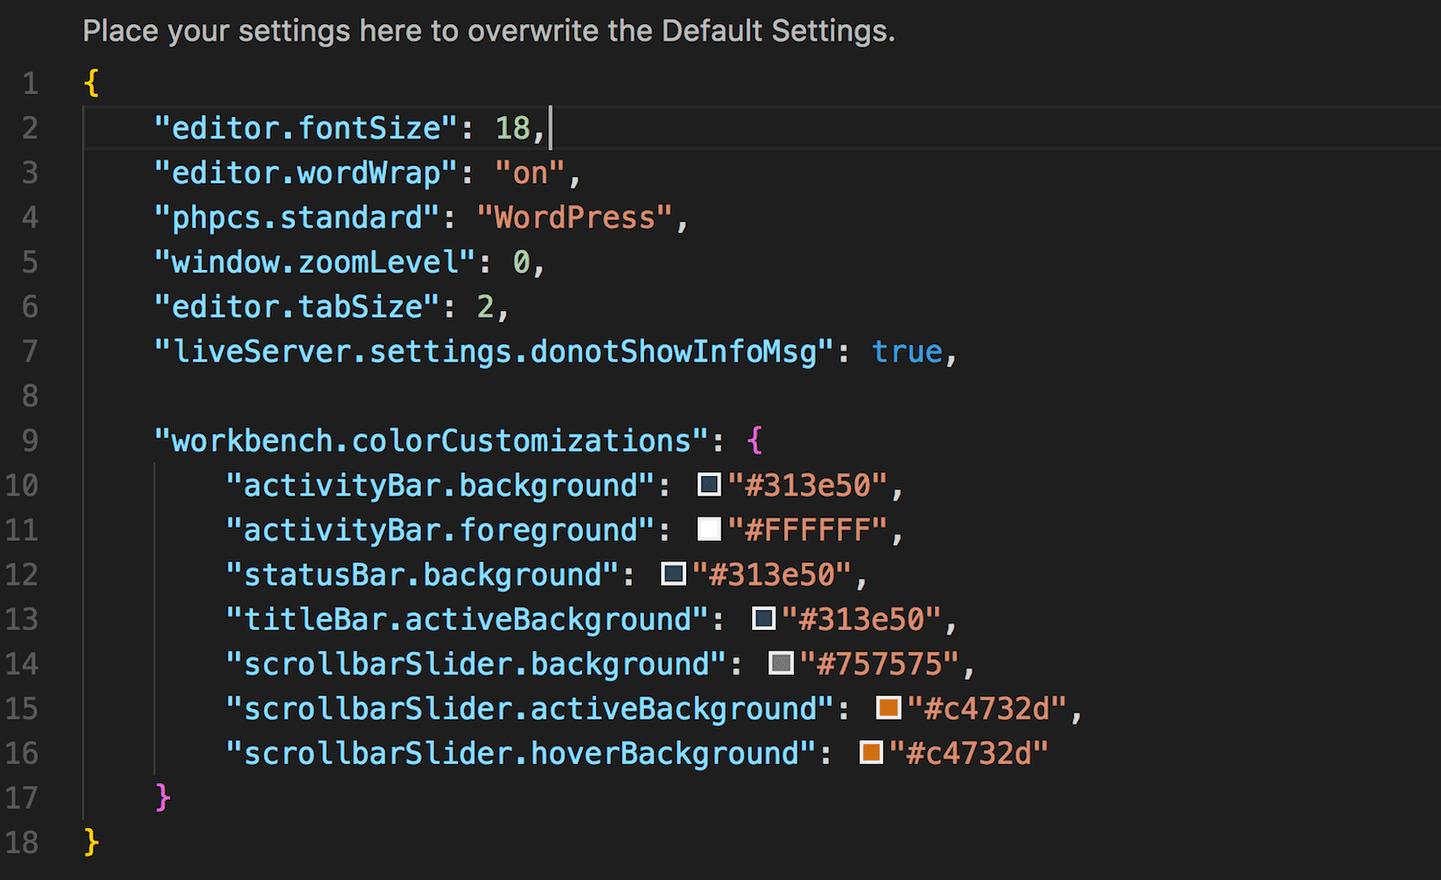 Place your settings here to overwrite the Default Settings.
1 {
2 "editor.fontSize": 18,
3 "editor.wordWrap": "on",
4 "phpcs.standard": "WordPress",
5 "window.zoomLevel": 0,
6 "editor.tabSize": 2,
7 "liveServer.settings.donotShowInfoMsg": true,
8
9 "workbench.colorCustomizations": {
10 "activityBar.background": "#313e50",
11 "activityBar.foreground": "#FFFFFF",
12 "statusBar.background": "#313e50",
13 "titleBar.activeBackground": "#313e50",
14 "scrollbarSlider.background": "#757575",
15 "scrollbarSlider.activeBackground": "#c4732d",
16 "scrollbarSlider.hoverBackground": "#c4732d"
17 }
18 }